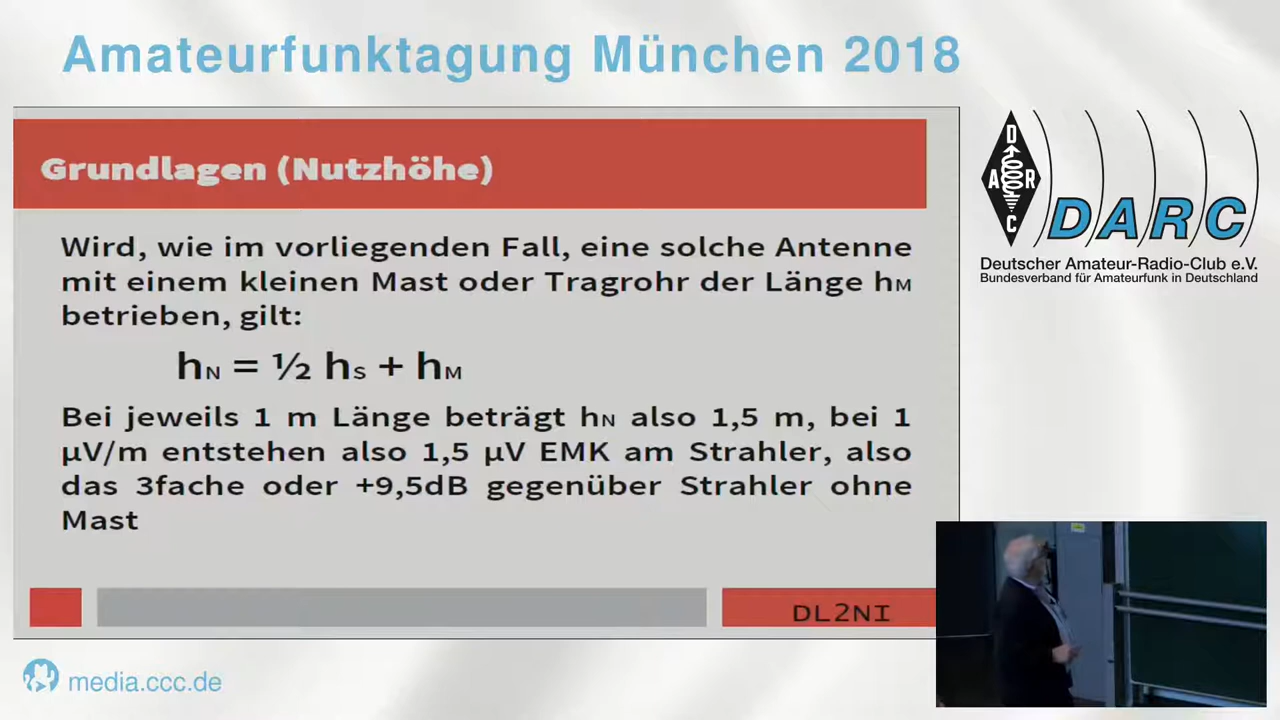 Amateurfunktagung München 2018
Grundlagen (Nutzhöhe)
Wird, wie im vorliegenden Fall, eine solche Antenne
mit einem kleinen Mast oder Tragrohr der Länge hM
betrieben, gilt:
hN = ½ hS + hM
Bei jeweils 1 m Länge beträgt hN also 1,5 m, bei 1
µV/m entstehen also 1,5 µV EMK am Strahler, also
das 3fache oder +9,5dB gegenüber Strahler ohne
Mast
DL2NI
D
A R
C
DARC
Deutscher Amateur-Radio-Club e.V.
Bundesverband für Amateurfunk in Deutschland
media.ccc.de